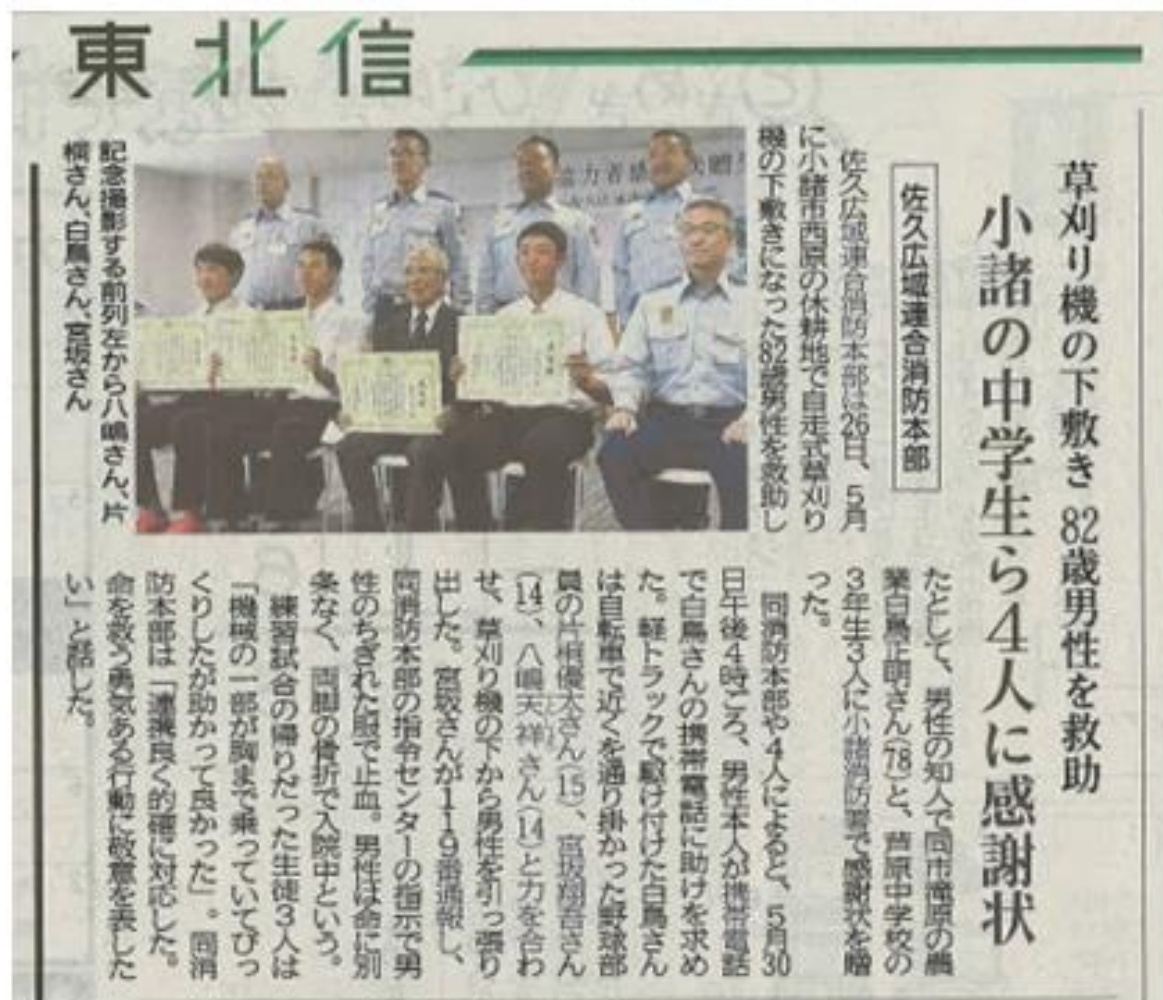 東北信
草刈り機の下敷き 82歳男性を救助
小諸の中学生ら4人に感謝状
佐久広域連合消防本部
佐久広域連合消防本部は26日、5月
に小諸市西原の休耕地で自走式草刈り
機の下敷きになった82歳男性を救助し
たとして、男性の知人で同市滝原の農
業白鳥正明さん(78)と、芦原中学校の
3年生3人に小諸消防署で感謝状を贈
った。
同消防本部や4人によると、5月30
日午後4時ごろ、男性本人が携帯電話
で白鳥さんの携帯電話に助けを求め
た。軽トラックで駆け付けた白鳥さん
は自転車で近くを通り掛かった野球部
員の片桐優太さん(15)、宮坂翔吾さん
(14)、八嶋天祥さん(14)と力を合わ
せ、草刈り機の下から男性を引っ張り
出した。宮坂さんが119番通報し、
同消防本部の指令センターの指示で男
性のちぎれた服で止血。男性は命に別
条なく、両脚の骨折で入院中という。
練習試合の帰りだった生徒3人は
「機械の一部が胸まで乗っていてびっ
くりしたが助かって良かった」。同消
防本部は「連携良く的確に対応した。
命を救う勇気ある行動に敬意を表した
い」と話した。
記念撮影する前列左から八嶋さん、片
桐さん、白鳥さん、宮坂さん